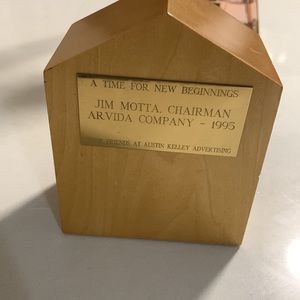 A TIME FOR NEW BEGINNINGS
JIM MOTTA, CHAIRMAN
ARVIDA COMPANY - 1995
FRIENDS AT AUSTIN KELLEY ADVERTISING